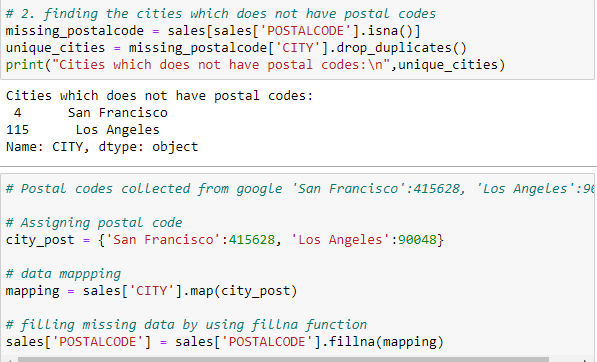 # 2. finding the cities which does not have postal codes
missing_postalcode = sales[sales['POSTALCODE'].isna()]
unique_cities = missing_postalcode['CITY'].drop_duplicates()
print("Cities which does not have postal codes:\n",unique_cities)
Cities which does not have postal codes:
4 San Francisco
115 Los Angeles
Name: CITY, dtype: object
# Postal codes collected from google 'San Francisco':415628, 'Los Angeles':90
# Assigning postal code
city_post = {'San Francisco':415628, 'Los Angeles':90048}
# data mappping
mapping = sales['CITY'].map(city_post)
# filling missing data by using fillna function
sales['POSTALCODE'] = sales['POSTALCODE'].fillna(mapping)